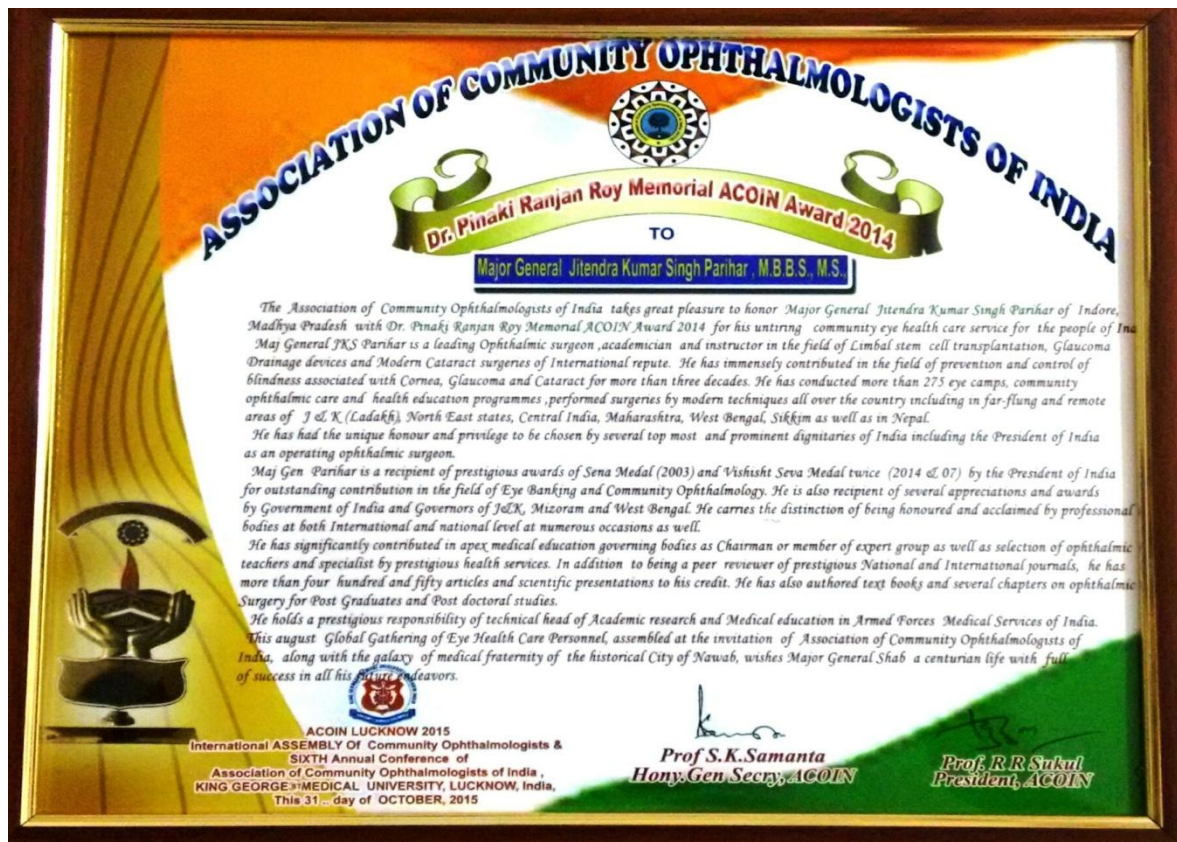 ASSOCIATION OF COMMUNITY OPHTHALMOLOGISTS OF INDIA
Dr. Pinaki Ranjan Roy Memorial ACOIN Award 2014
TO
Major General Jitendra Kumar Singh Parihar , M.B.B.S., M.S.,
The Association of Community Ophthalmologists of India takes great pleasure to honor Major General Jitendra Kumar Singh Parihar of Indore,
Madhya Pradesh with Dr. Pinaki Ranjan Roy Memorial ACOIN Award 2014 for his untiring community eye health care service for the people of Ind
Maj General JKS Parihar is a leading Ophthalmic surgeon ,academician and instructor in the field of Limbal stem cell transplantation, Glaucoma
Drainage devices and Modern Cataract surgeries of International repute. He has immensely contributed in the field of prevention and control of
blindness associated with Cornea, Glaucoma and Cataract for more than three decades. He has conducted more than 275 eye camps, community
ophthalmic care and health education programmes ,performed surgeries by modern techniques all over the country including in far-flung and remote
areas of J & K (Ladakh), North East states, Central India, Maharashtra, West Bengal, Sikkim as well as in Nepal.
He has had the unique honour and privilege to be chosen by several top most and prominent dignitaries of India including the President of India
as an operating ophthalmic surgeon.
Maj Gen Parihar is a recipient of prestigious awards of Sena Medal (2003) and Vishisht Seva Medal twice (2014 & 07) by the President of India
for outstanding contribution in the field of Eye Banking and Community Ophthalmology. He is also recipient of several appreciations and awards
by Government of India and Governors of J&K, Mizoram and West Bengal. He carries the distinction of being honoured and acclaimed by professional
bodies at both International and national level at numerous occasions as well.
He has significantly contributed in apex medical education governing bodies as Chairman or member of expert group as well as selection of ophthalmic
teachers and specialist by prestigious health services. In addition to being a peer reviewer of prestigious National and International journals, he has
more than four hundred and fifty articles and scientific presentations to his credit. He has also authored text books and several chapters on ophthalmic
Surgery for Post Graduates and Post doctoral studies.
He holds a prestigious responsibility of technical head of Academic research and Medical education in Armed Forces Medical Services of India.
This august Global Gathering of Eye Health Care Personnel, assembled at the invitation of Association of Community Ophthalmologists of
India, along with the galaxy of medical fraternity of the historical City of Nawab, wishes Major General Shab a centurian life with full
of success in all his future endeavors.
ACOIN LUCKNOW 2015
International ASSEMBLY Of Community Ophthalmologists &
SIXTH Annual Conference of
Association of Community Ophthalmologists of India ,
KING GEORGE'S MEDICAL UNIVERSITY, LUCKNOW, India,
This 31 .. day of OCTOBER, 2015
Prof S.K.Samanta
Hony.Gen Secry, ACOIN
Prof. R R Sukul
President, ACOIN